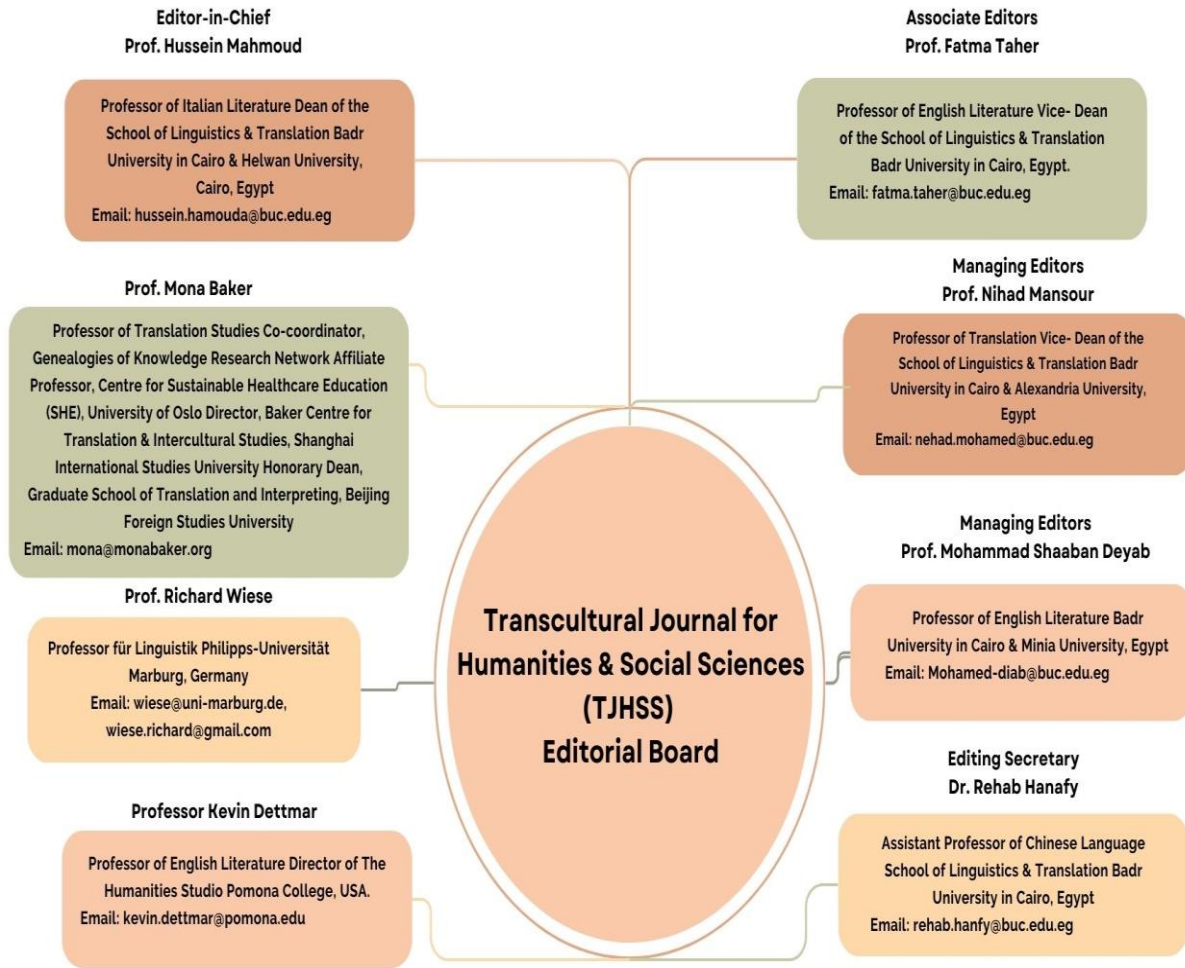 Editor-in-Chief
Prof. Hussein Mahmoud
Professor of Italian Literature Dean of the
School of Linguistics & Translation Badr
University in Cairo & Helwan University,
Cairo, Egypt
Email: hussein.hamouda@buc.edu.eg
Associate Editors
Prof. Fatma Taher
Professor of English Literature Vice- Dean
of the School of Linguistics & Translation
Badr University in Cairo, Egypt.
Email: fatma.taher@buc.edu.eg
Prof. Mona Baker
Professor of Translation Studies Co-coordinator,
Genealogies of Knowledge Research Network Affiliate
Professor, Centre for Sustainable Healthcare Education
(SHE), University of Oslo Director, Baker Centre for
Translation & Intercultural Studies, Shanghai
International Studies University Honorary Dean,
Graduate School of Translation and Interpreting, Beijing
Foreign Studies University
Email: mona@monabaker.org
Managing Editors
Prof. Nihad Mansour
Professor of Translation Vice- Dean of the
School of Linguistics & Translation Badr
University in Cairo & Alexandria University,
Egypt
Email: nehad.mohamed@buc.edu.eg
Managing Editors
Prof. Mohammad Shaaban Deyab
Professor of English Literature Badr
University in Cairo & Minia University, Egypt
Email: Mohamed-diab@buc.edu.eg
Prof. Richard Wiese
Professor für Linguistik Philipps-Universität
Marburg, Germany
Email: wiese@uni-marburg.de,
wiese.richard@gmail.com
Transcultural Journal for
Humanities & Social Sciences
(TJHSS)
Editorial Board
Editing Secretary
Dr. Rehab Hanafy
Assistant Professor of Chinese Language
School of Linguistics & Translation Badr
University in Cairo, Egypt
Email: rehab.hanfy@buc.edu.eg
Professor Kevin Dettmar
Professor of English Literature Director of The
Humanities Studio Pomona College, USA.
Email: kevin.dettmar@pomona.edu